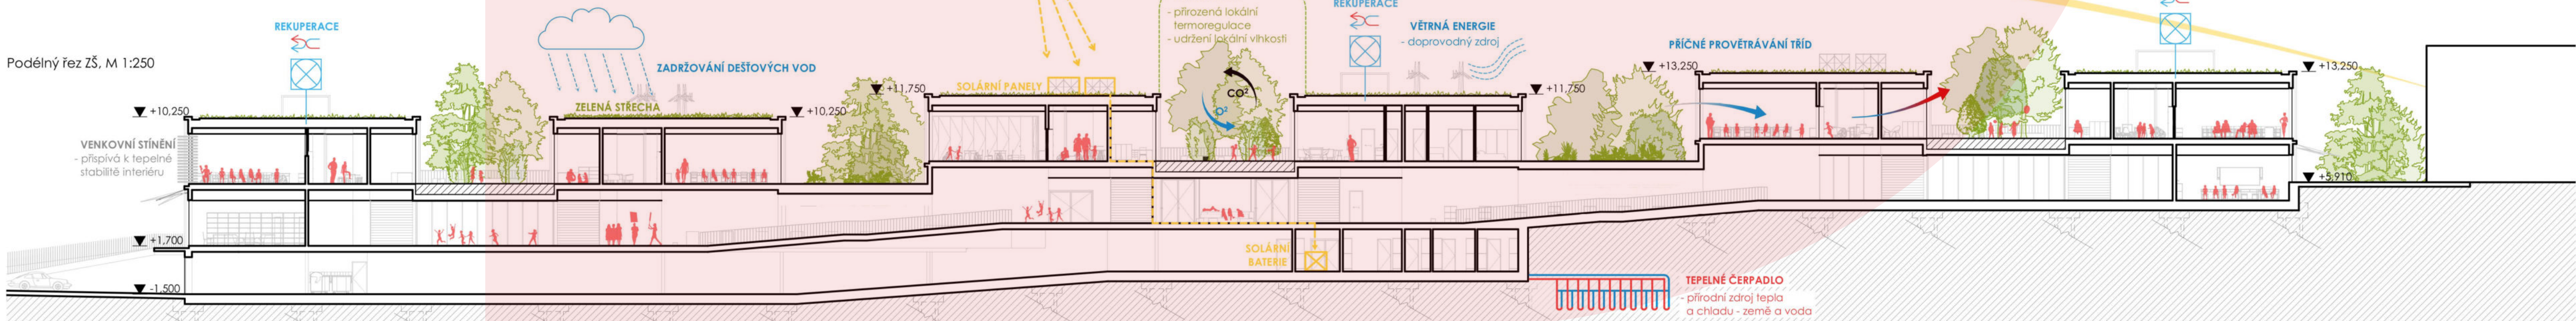 Podélný řez ZŠ, M 1:250
REKUPERACE
+10,250
VENKOVNÍ STÍNĚNÍ
- přispívá k tepelné
stabilitě interiéru
+1,700
-1,500
ZADRŽOVÁNÍ DEŠŤOVÝCH VOD
ZELENÁ STŘECHA
+10,250
+11,750
SOLÁRNÍ PANELY
- přirozená lokální
termoregulace
- udržení lokální vlhkosti
CO²
O²
SOLÁRNÍ
BATERIE
REKUPERACE
VĚTRNÁ ENERGIE
- doprovodný zdroj
+11,750
TEPELNÉ ČERPADLO
- přírodní zdroj tepla
a chladu - země a voda
+13,250
PŘÍČNÉ PROVĚTRÁVÁNÍ TŘÍD
+13,250
+5,910